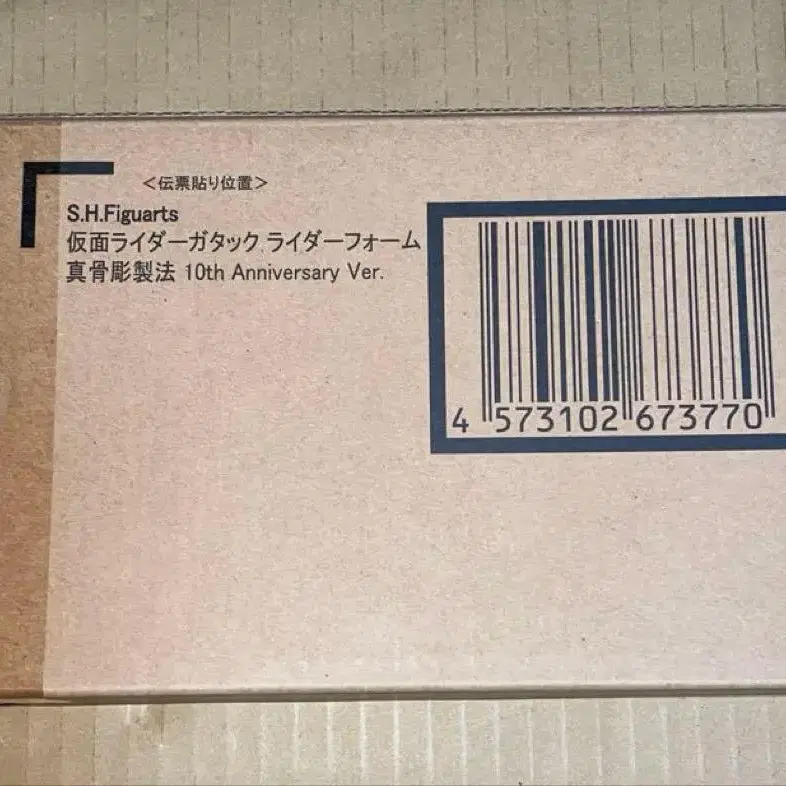 <伝票貼り位置>
S.H.Figuarts
仮面ライダーガタック ライダーフォーム
真骨彫製法 10th Anniversary Ver.
4 573102 673770